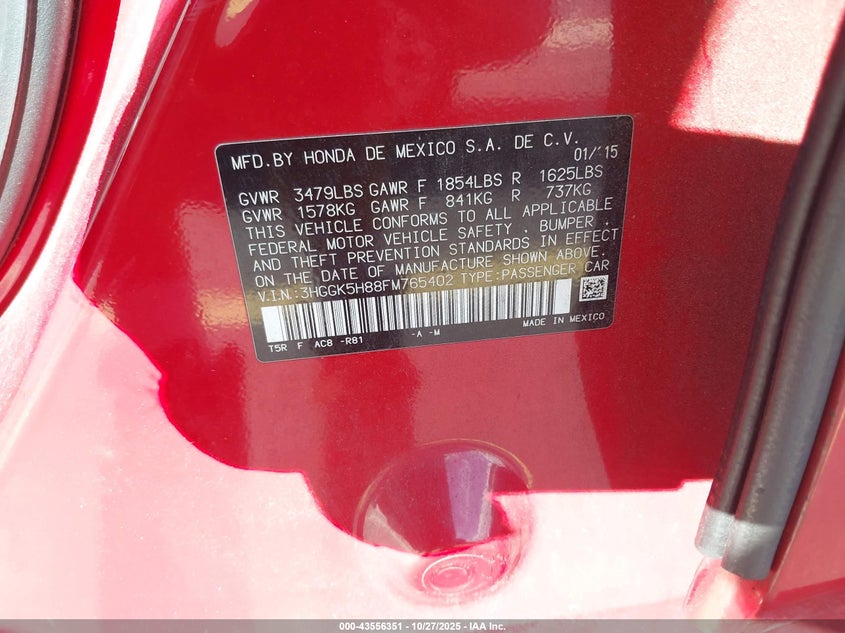 MFD.BY HONDA DE MEXICO S.A. DE C.V. 01/'15
GVWR 3479LBS GAWR F 1854LBS R 1625LBS
GVWR 1578KG GAWR F 841KG R 737KG
THIS VEHICLE CONFORMS TO ALL APPLICABLE
FEDERAL MOTOR VEHICLE SAFETY , BUMPER ,
AND THEFT PREVENTION STANDARDS IN EFFECT
ON THE DATE OF MANUFACTURE SHOWN ABOVE.
V.I.N.:3HGGK5H88FM765402 TYPE:PASSENGER CAR
T5R F AC8 -R81 -A -M MADE IN MEXICO
000-43556351 | 10/27/2025 | IAA Inc.